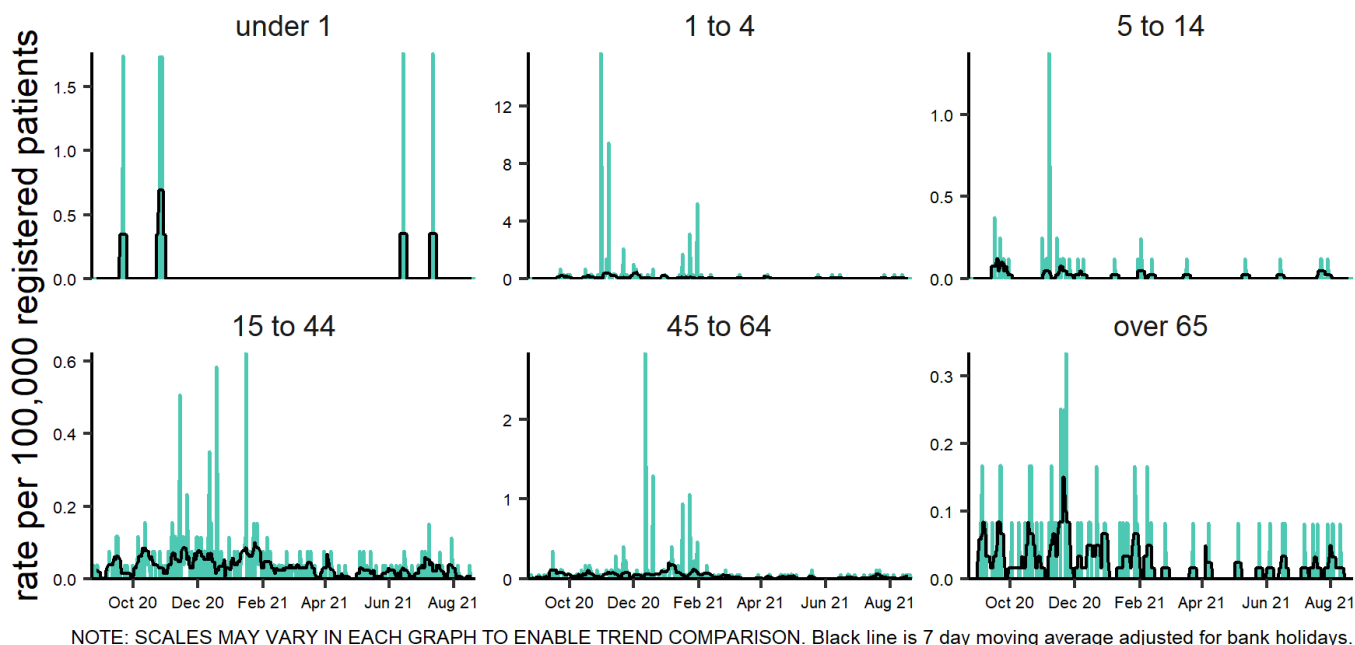 rate per 100,000 registered patients
under 1
1 to 4
5 to 14
1.5
1.0
0.5
0.0
12
8
4
0
1.0
0.5
0.0
15 to 44
45 to 64
over 65
0.6
0.4
0.2
0.0
2
1
0
0.3
0.2
0.1
0.0
Oct 20 Dec 20 Feb 21 Apr 21 Jun 21 Aug 21
Oct 20 Dec 20 Feb 21 Apr 21 Jun 21 Aug 21
Oct 20 Dec 20 Feb 21 Apr 21 Jun 21 Aug 21
NOTE: SCALES MAY VARY IN EACH GRAPH TO ENABLE TREND COMPARISON. Black line is 7 day moving average adjusted for bank holidays.